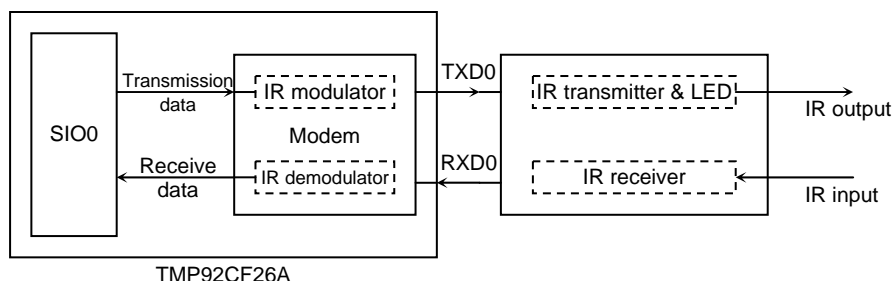 TXD0
Transmission
data
IR modulator
IR transmitter & LED
IR output
SIO0
Modem
RXD0
Receive
data
IR demodulator
IR receiver
IR input
TMP92CF26A